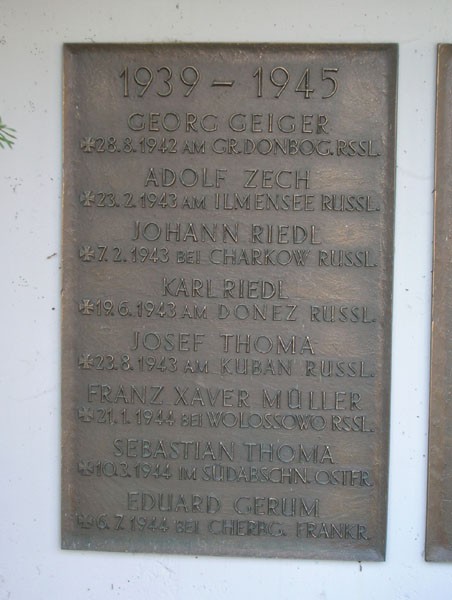 1939 – 1945
GEORG GEIGER
✠28.8.1942 AM GR.DONBOG.RSSL.
ADOLF ZECH
✠23.2.1943 AM ILMENSEE RUSSL.
JOHANN RIEDL
✠7.2.1943 BEI CHARKOW RUSSL.
KARL RIEDL
✠19.6.1943 AM DONEZ RUSSL.
JOSEF THOMA
✠23.8.1943 AM KUBAN RUSSL.
FRANZ XAVER MÜLLER
✠21.1.1944 BEI WOLOSSOWO RSSL.
SEBASTIAN THOMA
✠10.3.1944 IM SÜDABSCHN. OSTFR.
EDUARD GERUM
✠6.7.1944 BEI CHERBG. FRANKR.